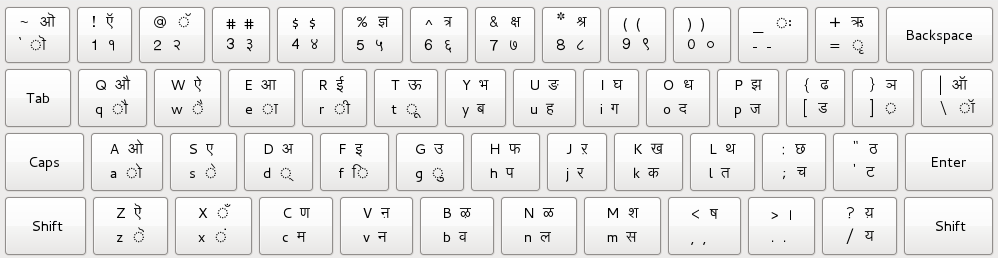 ~ ऒ ! ऍ @ ॅ # # $ $ % ज्ञ ^ त्र & क्ष * श्र ( ( ) ) _ ः + ऋ Backspace
` ॊ 1 १ 2 २ 3 ३ 4 ४ 5 ५ 6 ६ 7 ७ 8 ८ 9 ९ 0 ० - - = ृ
Tab Q औ W ऐ E आ R ई T ऊ Y भ U ङ I घ O ध P झ { ढ } ञ | ऑ
q ौ w ै e ा r ी t ू y ब u ह i ग o द p ज [ ड ] ़ \ ॉ
Caps A ओ S ए D अ F इ G उ H फ J ऱ K ख L थ : छ " ठ Enter
a ो s े d ् f ि g ु h प j र k क l त ; च ' ट
Shift Z ऎ X ँ C ण V ऩ B ऴ N ळ M श < ष > । ? य़ Shift
z ॆ x ं c म v न b व n ल m स , , . . / य